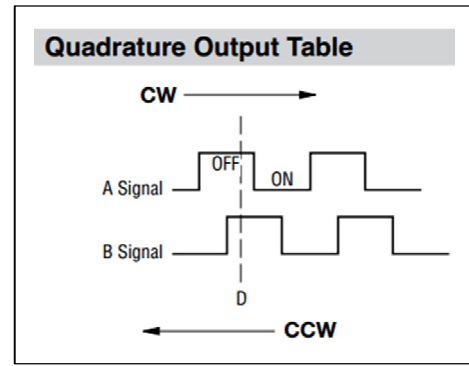 Quadrature Output Table
CW
OFF
ON
A Signal
B Signal
D
CCW